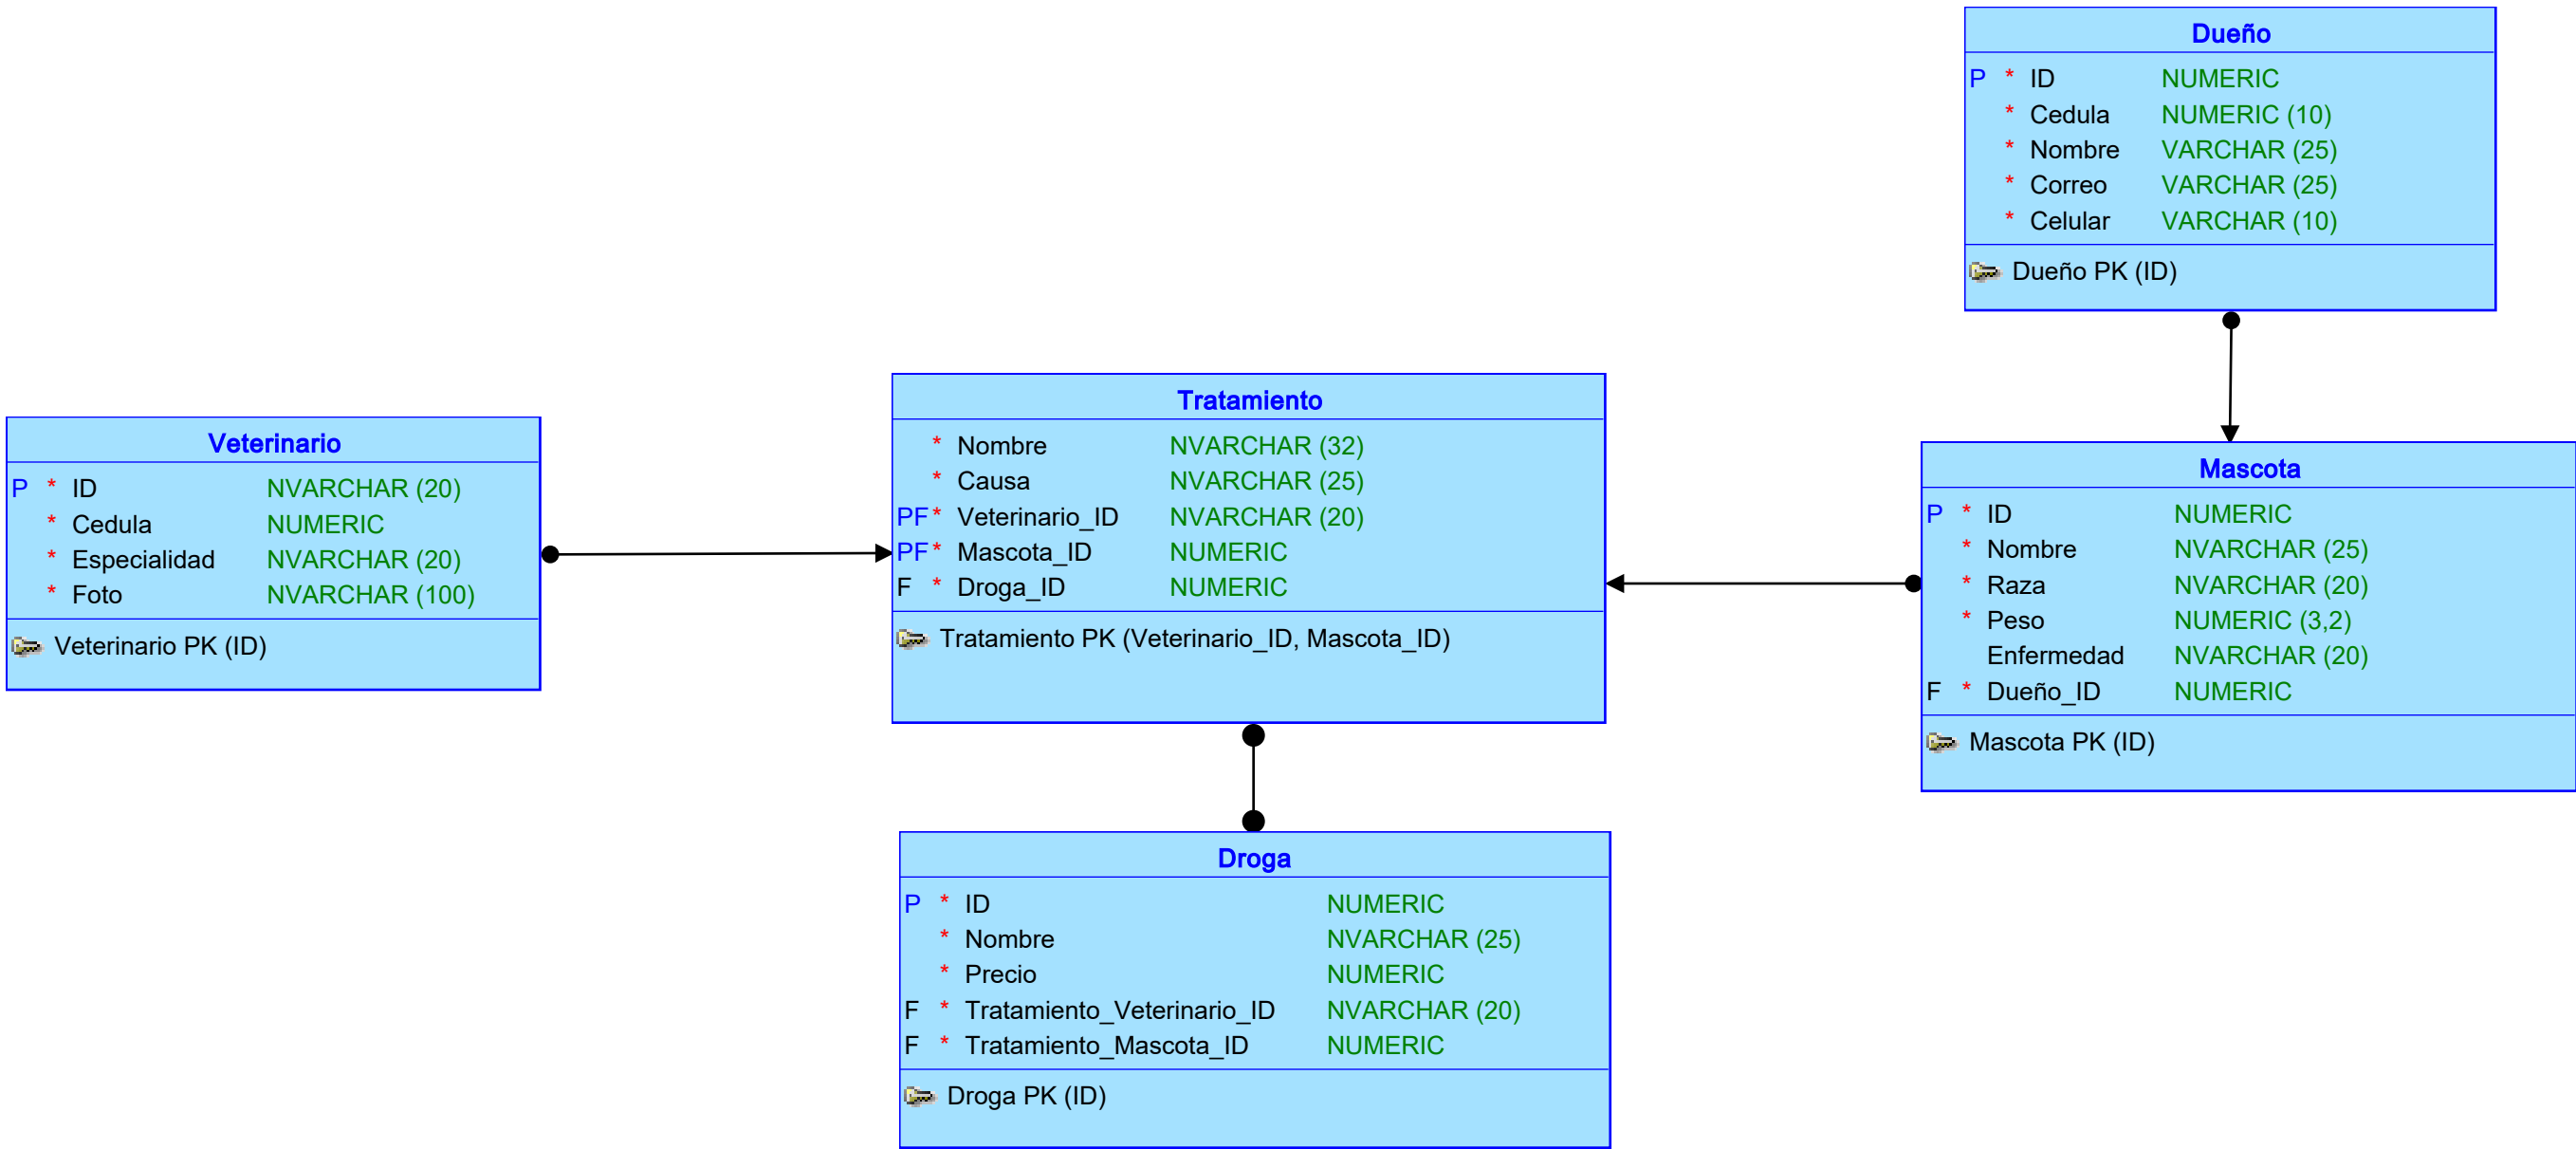 Dueño
P * ID NUMERIC
* Cedula NUMERIC (10)
* Nombre VARCHAR (25)
* Correo VARCHAR (25)
* Celular VARCHAR (10)
Dueño PK (ID)
Veterinario
P * ID NVARCHAR (20)
* Cedula NUMERIC
* Especialidad NVARCHAR (20)
* Foto NVARCHAR (100)
Veterinario PK (ID)
Tratamiento
* Nombre NVARCHAR (32)
* Causa NVARCHAR (25)
PF* Veterinario_ID NVARCHAR (20)
PF* Mascota_ID NUMERIC
F * Droga_ID NUMERIC
Tratamiento PK (Veterinario_ID, Mascota_ID)
Mascota
P * ID NUMERIC
* Nombre NVARCHAR (25)
* Raza NVARCHAR (20)
* Peso NUMERIC (3,2)
Enfermedad NVARCHAR (20)
F * Dueño_ID NUMERIC
Mascota PK (ID)
Droga
P * ID NUMERIC
* Nombre NVARCHAR (25)
* Precio NUMERIC
F * Tratamiento_Veterinario_ID NVARCHAR (20)
F * Tratamiento_Mascota_ID NUMERIC
Droga PK (ID)